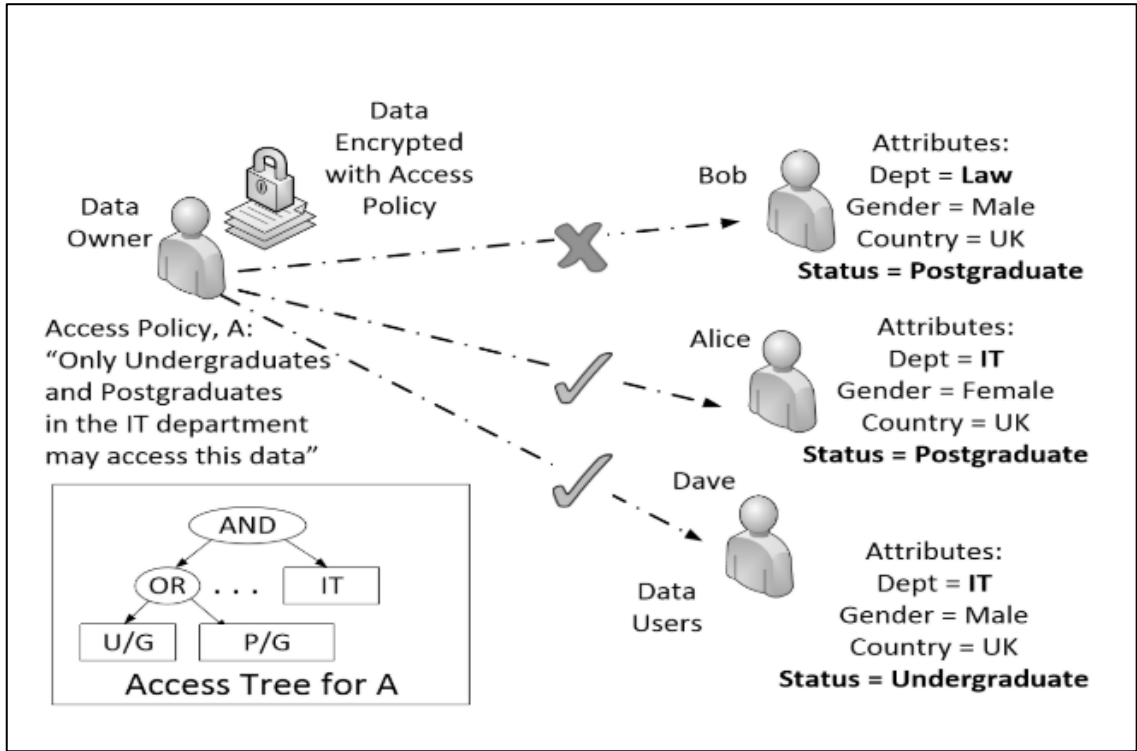 Data
Encrypted
with Access
Policy
Data
Owner
Bob
Attributes:
Dept = Law
Gender = Male
Country = UK
Status = Postgraduate
Access Policy, A:
“Only Undergraduates
and Postgraduates
in the IT department
may access this data”
Alice
Attributes:
Dept = IT
Gender = Female
Country = UK
Status = Postgraduate
Dave
Data
Users
Attributes:
Dept = IT
Gender = Male
Country = UK
Status = Undergraduate
AND
OR . . . IT
U/G P/G
Access Tree for A